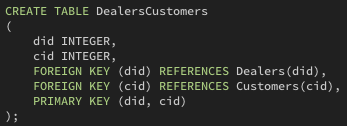 CREATE TABLE DealersCustomers
(
    did INTEGER,
    cid INTEGER,
    FOREIGN KEY (did) REFERENCES Dealers(did),
    FOREIGN KEY (cid) REFERENCES Customers(cid),
    PRIMARY KEY (did, cid)
);